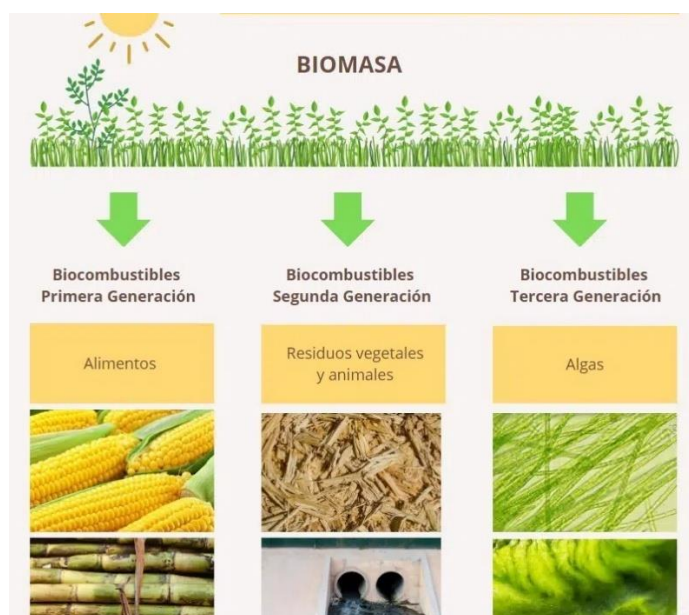 BIOMASA
Biocombustibles
Primera Generación
Biocombustibles
Segunda Generación
Biocombustibles
Tercera Generación
Alimentos
Residuos vegetales
y animales
Algas